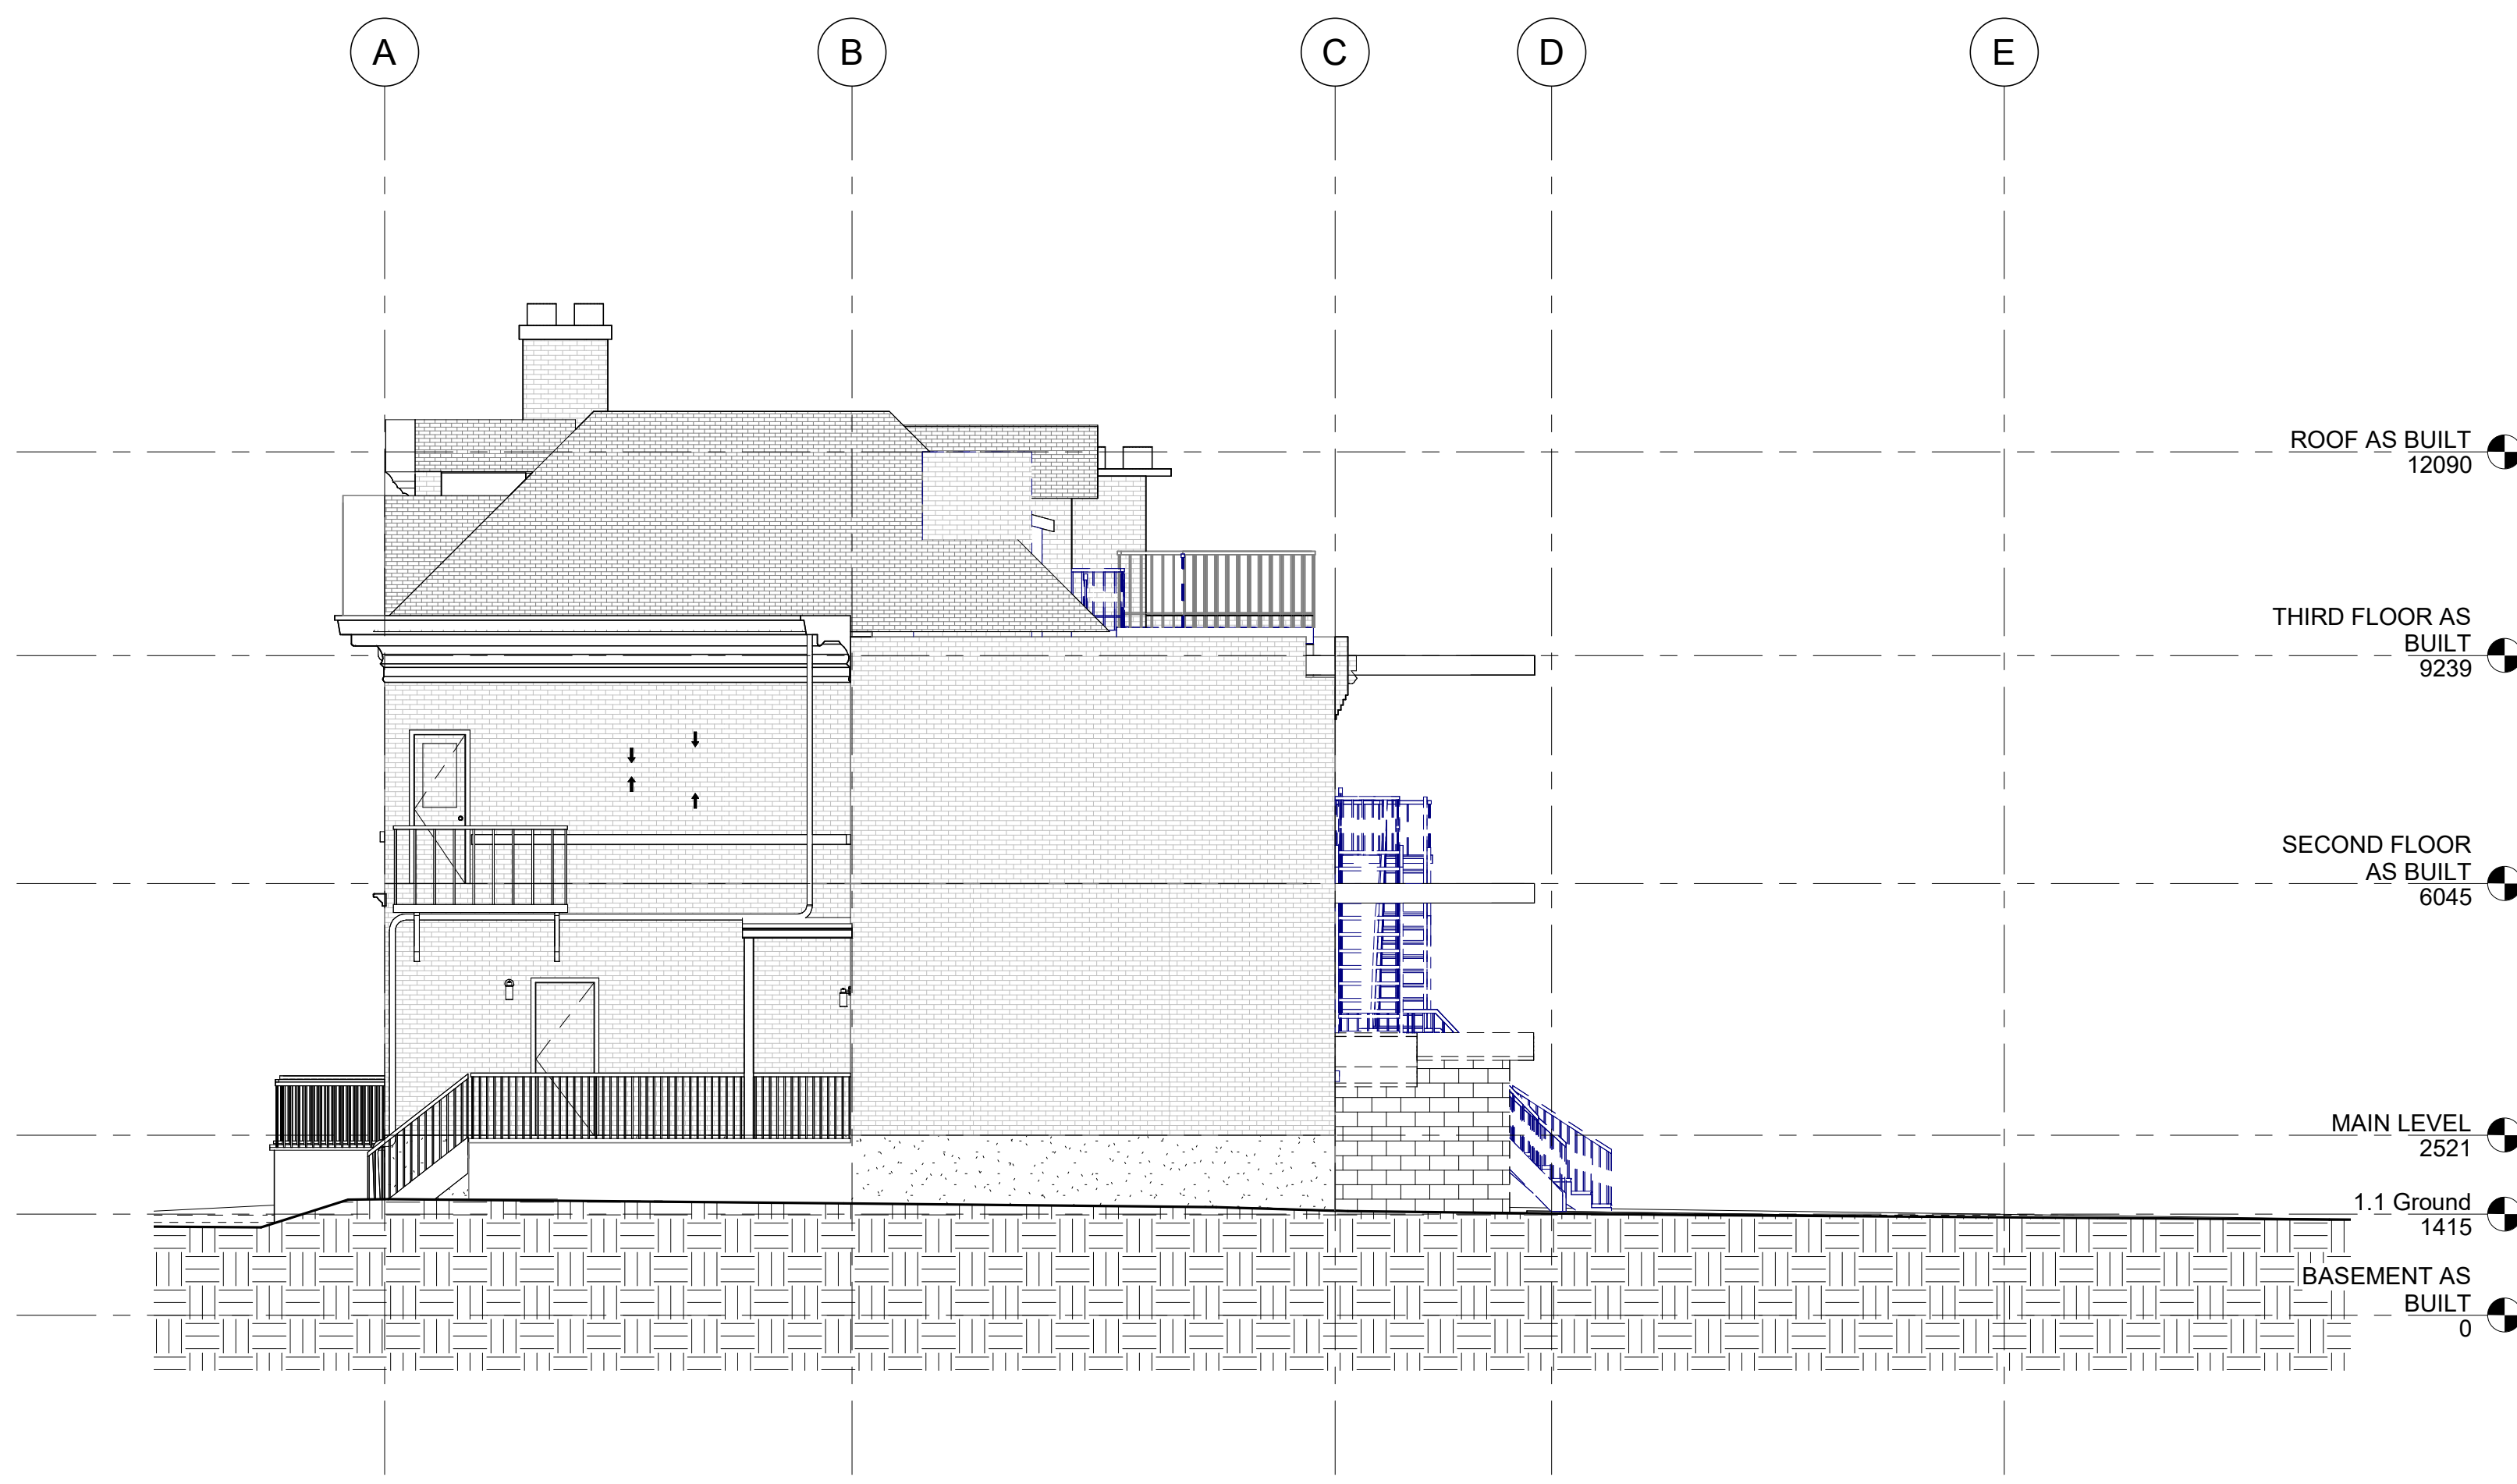 A
B
C
D
E
ROOF AS BUILT
12090
THIRD FLOOR AS
BUILT
9239
SECOND FLOOR
AS BUILT
6045
MAIN LEVEL
2521
1.1 Ground
1415
BASEMENT AS
BUILT
0